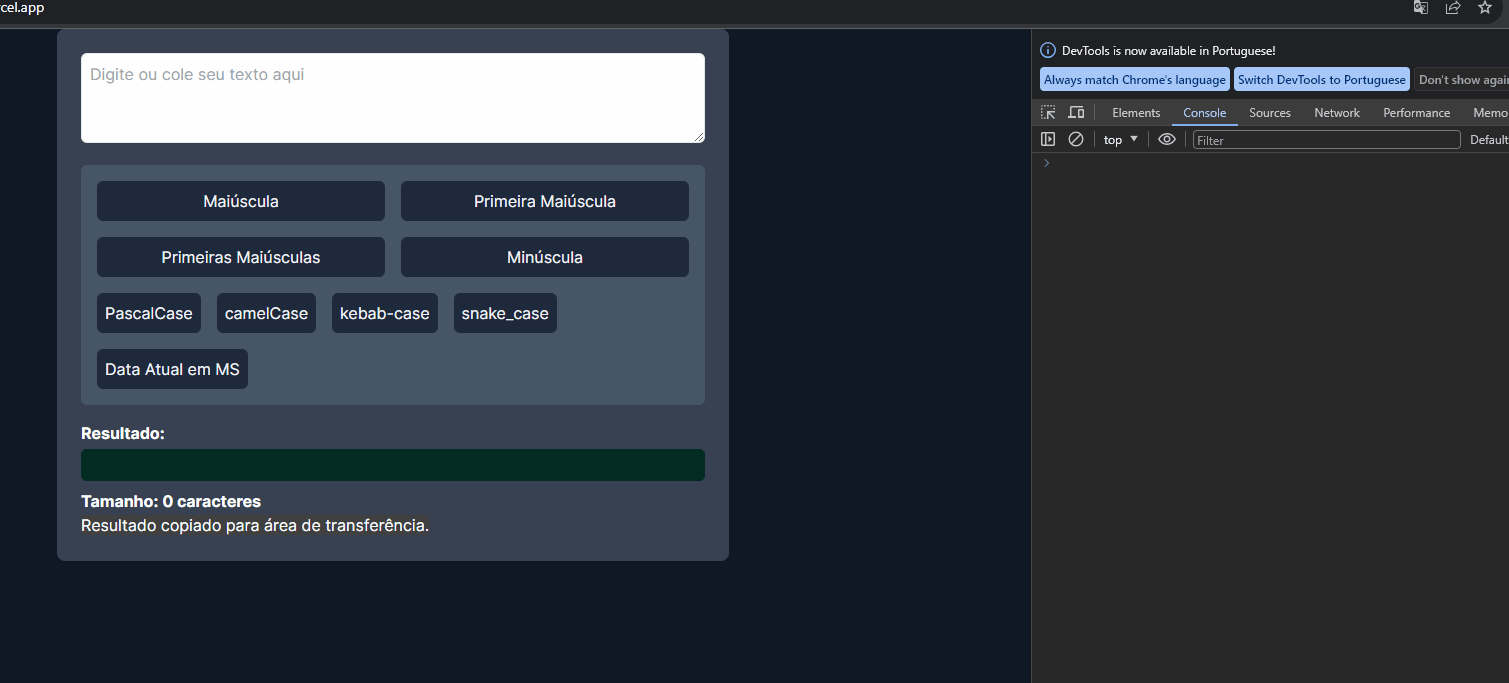 cel.app
Digite ou cole seu texto aqui
Maiúscula
Primeira Maiúscula
Primeiras Maiúsculas
Minúscula
PascalCase
camelCase
kebab-case
snake_case
Data Atual em MS
Resultado:
Tamanho: 0 caracteres
Resultado copiado para área de transferência.
DevTools is now available in Portuguese!
Always match Chrome's language
Switch DevTools to Portuguese
Don't show again
Elements
Console
Sources
Network
Performance
Memo
top
Filter
Default